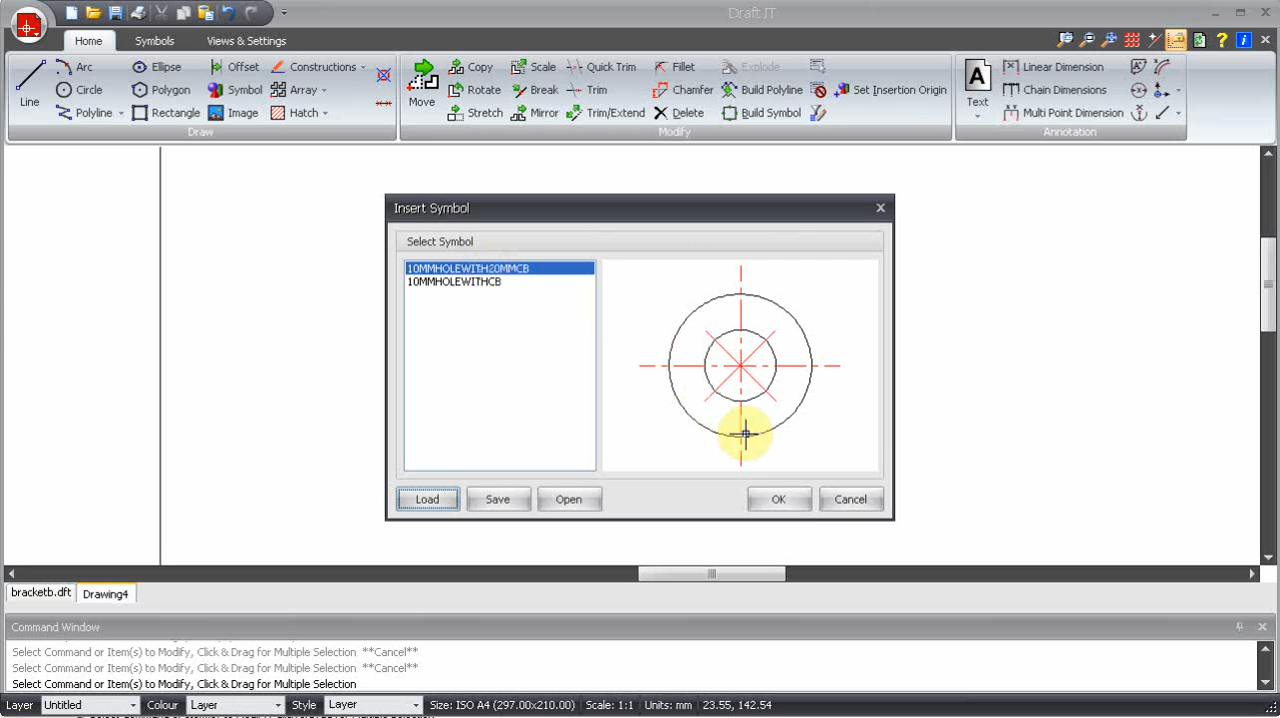 Draft IT
Home Symbols Views & Settings
Line
Arc Ellipse Offset Constructions
Circle Polygon Symbol Array
Polyline Rectangle Image Hatch
Draw
Move
Copy Scale Quick Trim Fillet Explode
Rotate Break Trim Chamfer Build Polyline Set Insertion Origin
Stretch Mirror Trim/Extend Delete Build Symbol
Modify
Text
Linear Dimension
Chain Dimensions
Multi Point Dimension
Annotation
Insert Symbol
Select Symbol
10MMHOLEWITH20MMCB
10MMHOLEWITHCB
Load Save Open OK Cancel
bracketb.dft Drawing4
Command Window
Select Command or Item(s) to Modify, Click & Drag for Multiple Selection **Cancel**
Select Command or Item(s) to Modify, Click & Drag for Multiple Selection **Cancel**
Select Command or Item(s) to Modify, Click & Drag for Multiple Selection
Layer Untitled Colour Layer Style Layer Size: ISO A4 (297.00x210.00) Scale: 1:1 Units: mm 23.55, 142.54